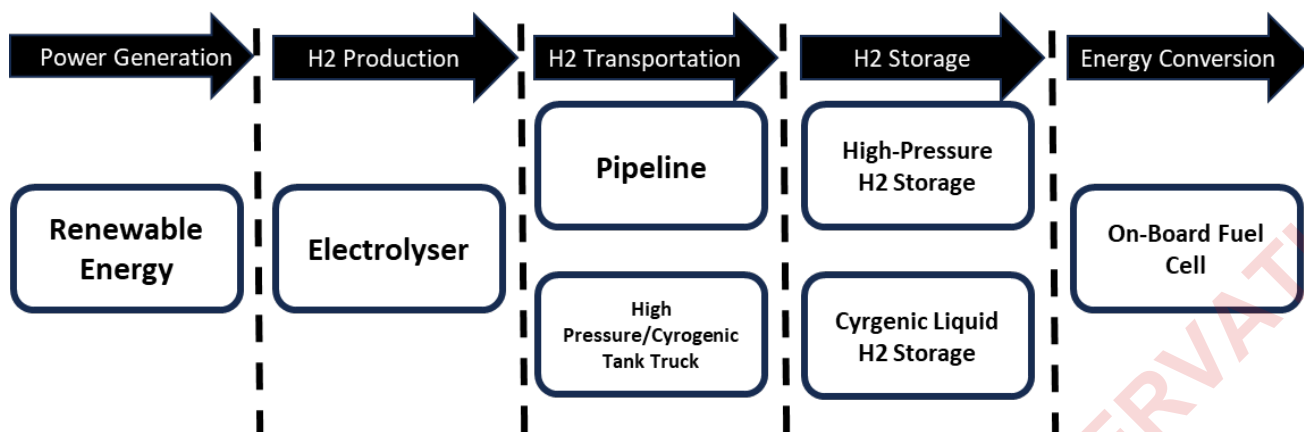 Power Generation
H2 Production
H2 Transportation
H2 Storage
Energy Conversion
Renewable
Energy
Electrolyser
Pipeline
High
Pressure/Cyrogenic
Tank Truck
High-Pressure
H2 Storage
Cyrgenic Liquid
H2 Storage
On-Board Fuel
Cell